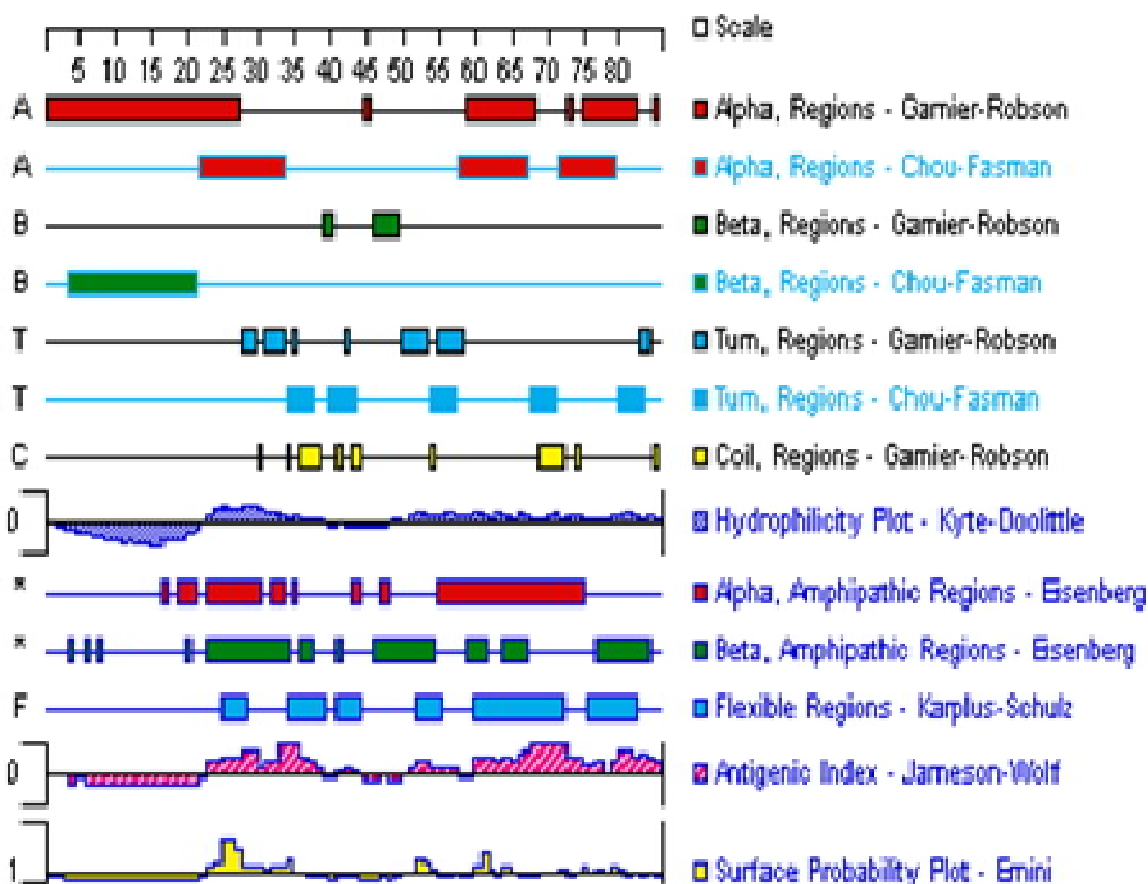 Scale
5 10 15 20 25 30 35 40 45 50 55 60 65 70 75 80
A Alpha, Regions - Garnier-Robson
A Alpha, Regions - Chou-Fasman
B Beta, Regions - Garnier-Robson
B Beta, Regions - Chou-Fasman
T Turn, Regions - Garnier-Robson
T Turn, Regions - Chou-Fasman
C Coil, Regions - Garnier-Robson
0 Hydrophilicity Plot - Kyte-Doolittle
* Alpha, Amphipathic Regions - Eisenberg
* Beta, Amphipathic Regions - Eisenberg
F Flexible Regions - Karplus-Schulz
0 Antigenic Index - Jameson-Wolf
1 Surface Probability Plot - Emini